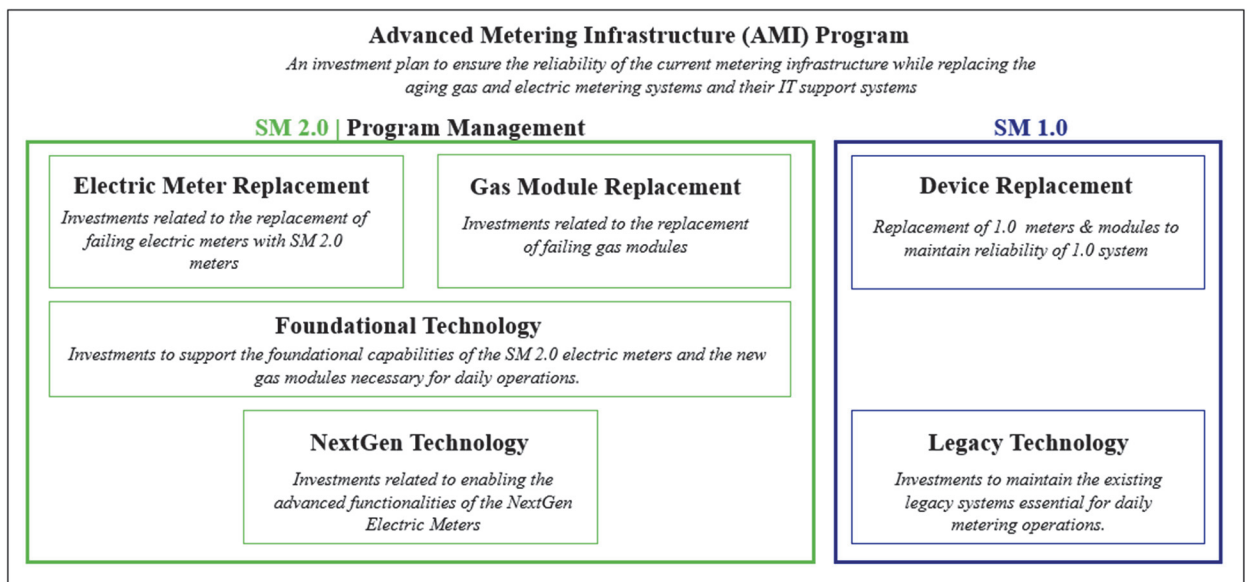 Advanced Metering Infrastructure (AMI) Program
An investment plan to ensure the reliability of the current metering infrastructure while replacing the
aging gas and electric metering systems and their IT support systems
SM 2.0 | Program Management
Electric Meter Replacement
Investments related to the replacement of
failing electric meters with SM 2.0
meters
Gas Module Replacement
Investments related to the replacement
of failing gas modules
Foundational Technology
Investments to support the foundational capabilities of the SM 2.0 electric meters and the new
gas modules necessary for daily operations.
NextGen Technology
Investments related to enabling the
advanced functionalities of the NextGen
Electric Meters
SM 1.0
Device Replacement
Replacement of 1.0 meters & modules to
maintain reliability of 1.0 system
Legacy Technology
Investments to maintain the existing
legacy systems essential for daily
metering operations.